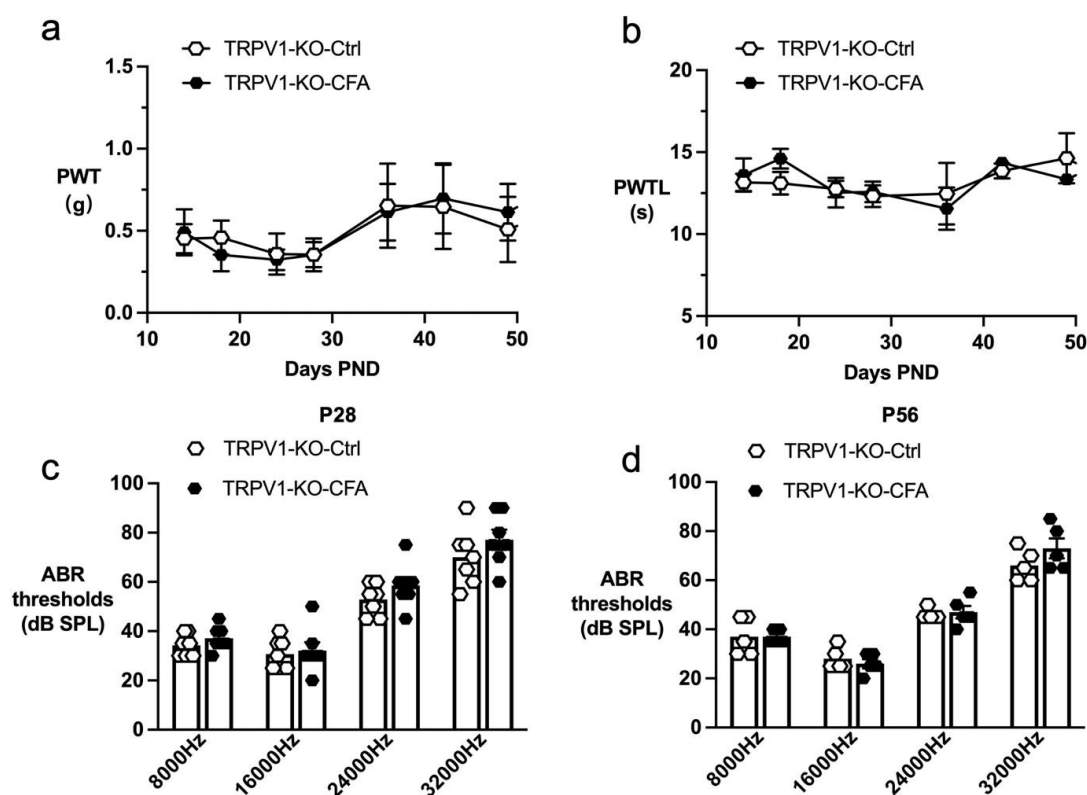 a
TRPV1-KO-Ctrl
TRPV1-KO-CFA
1.5
1.0
0.5
0.0
PWT
(g)
10
20
30
40
50
Days PND
b
TRPV1-KO-Ctrl
TRPV1-KO-CFA
20
15
10
5
PWTL
(s)
10
20
30
40
50
Days PND
P28
c
TRPV1-KO-Ctrl
TRPV1-KO-CFA
100
80
60
40
20
0
ABR
thresholds
(dB SPL)
8000Hz
16000Hz
24000Hz
32000Hz
P56
d
TRPV1-KO-Ctrl
TRPV1-KO-CFA
100
80
60
40
20
0
ABR
thresholds
(dB SPL)
8000Hz
16000Hz
24000Hz
32000Hz